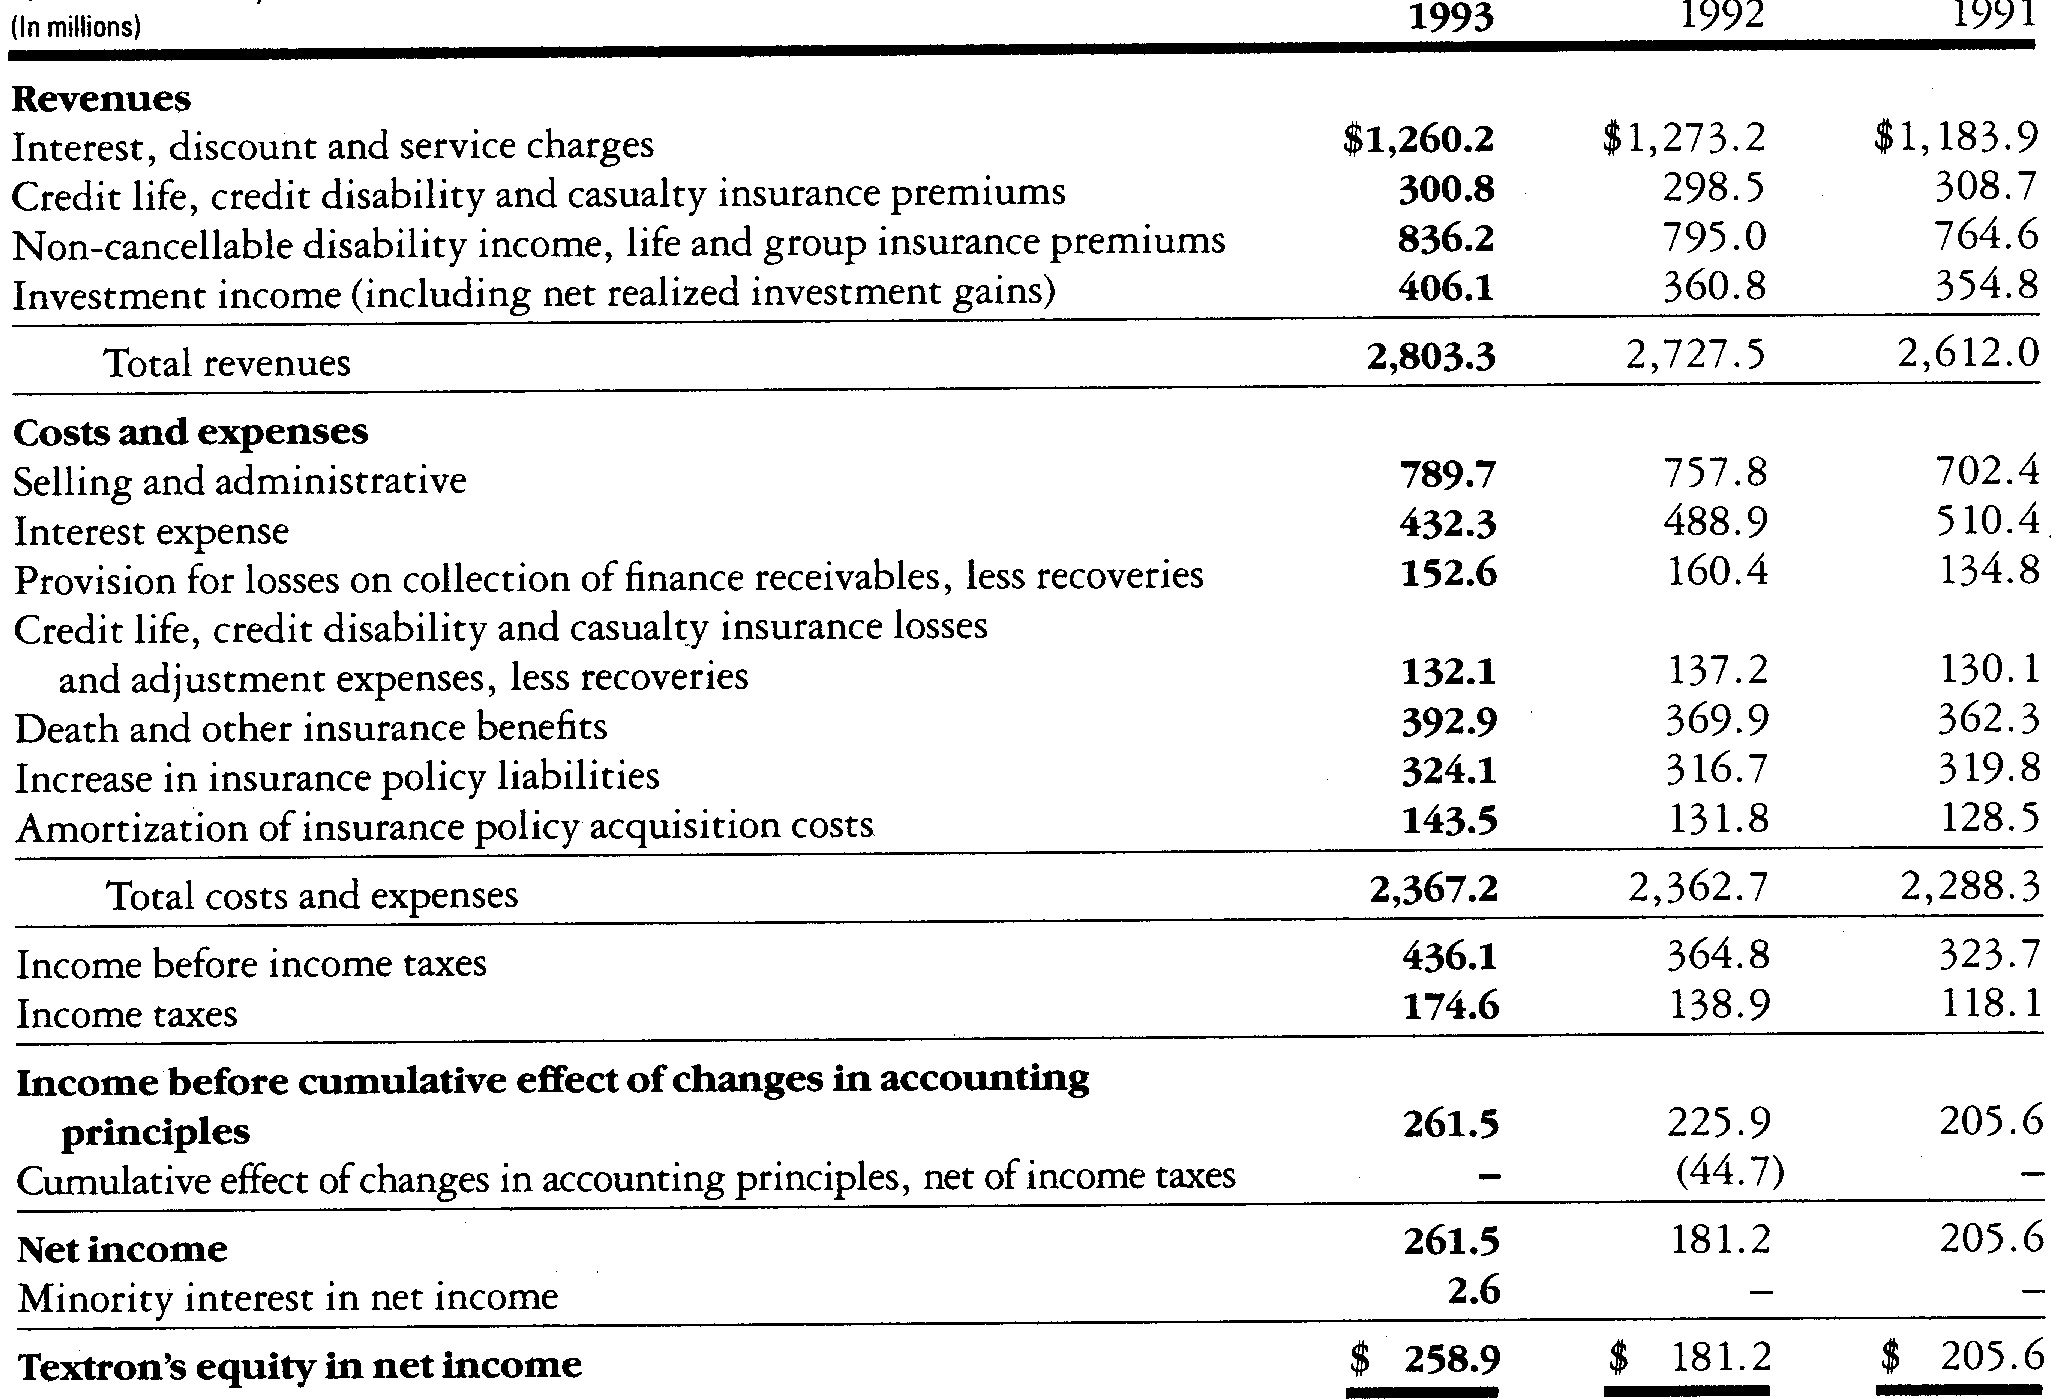 (In millions) 1993 1992 1991
Revenues
Interest, discount and service charges $1,260.2 $1,273.2 $1,183.9
Credit life, credit disability and casualty insurance premiums 300.8 298.5 308.7
Non-cancellable disability income, life and group insurance premiums 836.2 795.0 764.6
Investment income (including net realized investment gains) 406.1 360.8 354.8
Total revenues 2,803.3 2,727.5 2,612.0
Costs and expenses
Selling and administrative 789.7 757.8 702.4
Interest expense 432.3 488.9 510.4
Provision for losses on collection of finance receivables, less recoveries 152.6 160.4 134.8
Credit life, credit disability and casualty insurance losses
and adjustment expenses, less recoveries 132.1 137.2 130.1
Death and other insurance benefits 392.9 369.9 362.3
Increase in insurance policy liabilities 324.1 316.7 319.8
Amortization of insurance policy acquisition costs 143.5 131.8 128.5
Total costs and expenses 2,367.2 2,362.7 2,288.3
Income before income taxes 436.1 364.8 323.7
Income taxes 174.6 138.9 118.1
Income before cumulative effect of changes in accounting
principles 261.5 225.9 205.6
Cumulative effect of changes in accounting principles, net of income taxes – (44.7) –
Net income 261.5 181.2 205.6
Minority interest in net income 2.6 – –
Textron's equity in net income $ 258.9 $ 181.2 $ 205.6